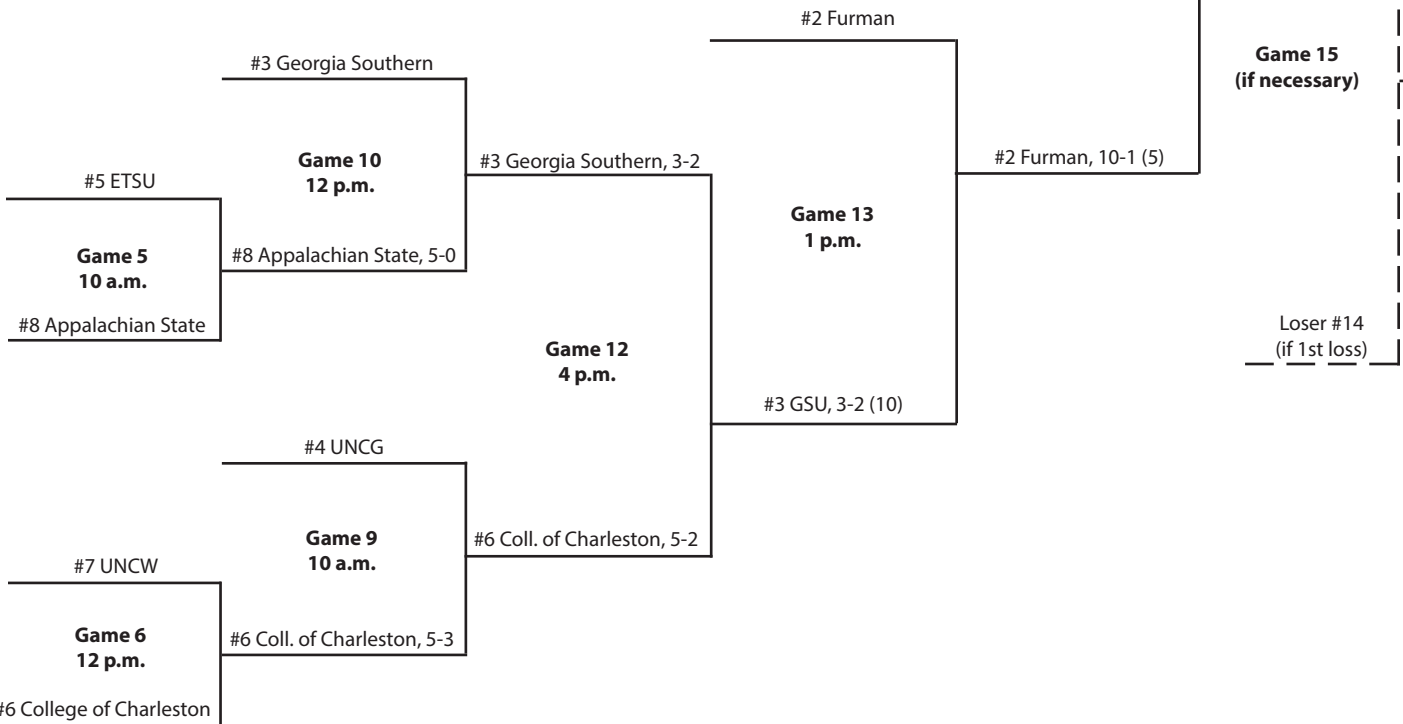 #2 Furman
Game 15
(if necessary)
#3 Georgia Southern
Game 10
12 p.m.
#3 Georgia Southern, 3-2
#2 Furman, 10-1 (5)
#5 ETSU
Game 13
1 p.m.
Game 5
10 a.m.
#8 Appalachian State, 5-0
#8 Appalachian State
Loser #14
(if 1st loss)
Game 12
4 p.m.
#3 GSU, 3-2 (10)
#4 UNCG
Game 9
10 a.m.
#6 Coll. of Charleston, 5-2
#7 UNCW
Game 6
12 p.m.
#6 Coll. of Charleston, 5-3
#6 College of Charleston